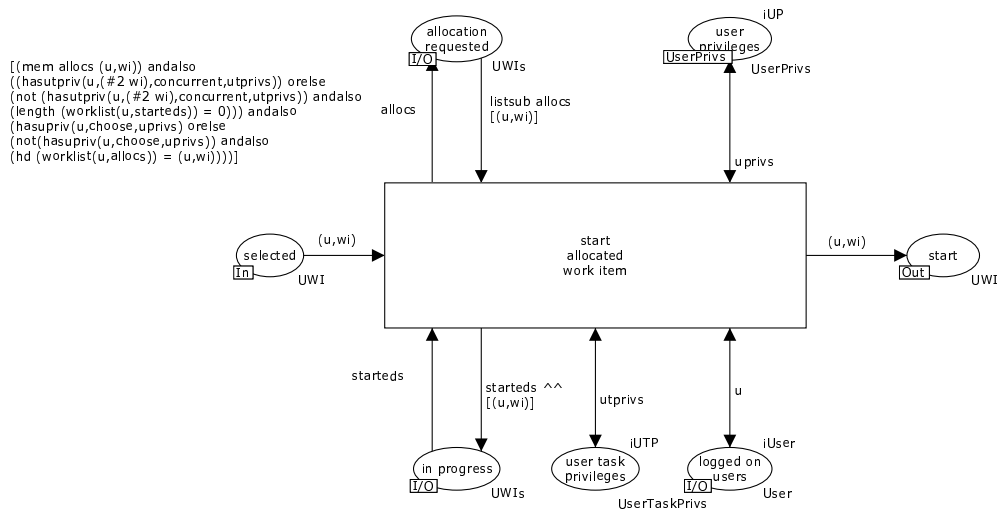 iUP
allocation
requested
I/O
UWIs
user
privileges
UserPrivs
UserPrivs
[(mem allocs (u,wi)) andalso
((hasutpriv(u,(#2 wi),concurrent,utprivs)) orelse
(not (hasutpriv(u,(#2 wi),concurrent,utprivs)) andalso
(length (worklist(u,starteds)) = 0))) andalso
(hasupriv(u,choose,uprivs) orelse
(not(hasupriv(u,choose,uprivs)) andalso
(hd (worklist(u,allocs)) = (u,wi))))]
allocs
listsub allocs
[(u,wi)]
uprivs
selected
In
UWI
(u,wi)
start
allocated
work item
(u,wi)
start
Out
UWI
starteds
starteds ^^
[(u,wi)]
utprivs
u
in progress
I/O
UWIs
iUTP
user task
privileges
UserTaskPrivs
iUser
logged on
users
I/O
User